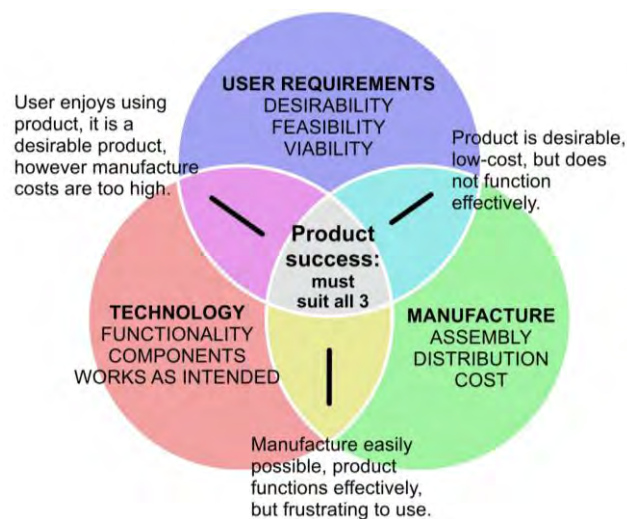 USER REQUIREMENTS
DESIRABILITY
FEASIBILITY
VIABILITY
User enjoys using
product, it is a
desirable product,
however manufacture
costs are too high.
Product is desirable,
low-cost, but does
not function
effectively.
Product
success:
must
suit all 3
TECHNOLOGY
FUNCTIONALITY
COMPONENTS
WORKS AS INTENDED
MANUFACTURE
ASSEMBLY
DISTRIBUTION
COST
Manufacture easily
possible, product
functions effectively,
but frustrating to use.